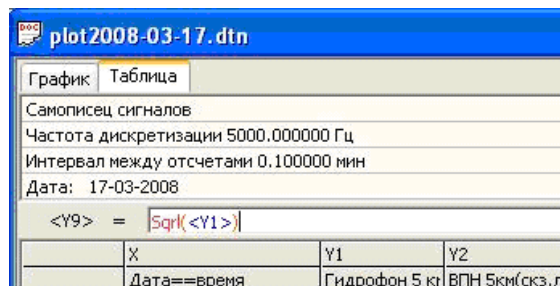 plot2008-03-17.dtn
График Таблица
Самописец сигналов
Частота дискретизации 5000.000000 Гц
Интервал между отсчетами 0.100000 мин
Дата: 17-03-2008
<Y9> = Sqrl(<Y1>)
X Y1 Y2
Дата==время Гидрофон 5 ВПН 5км(скз,